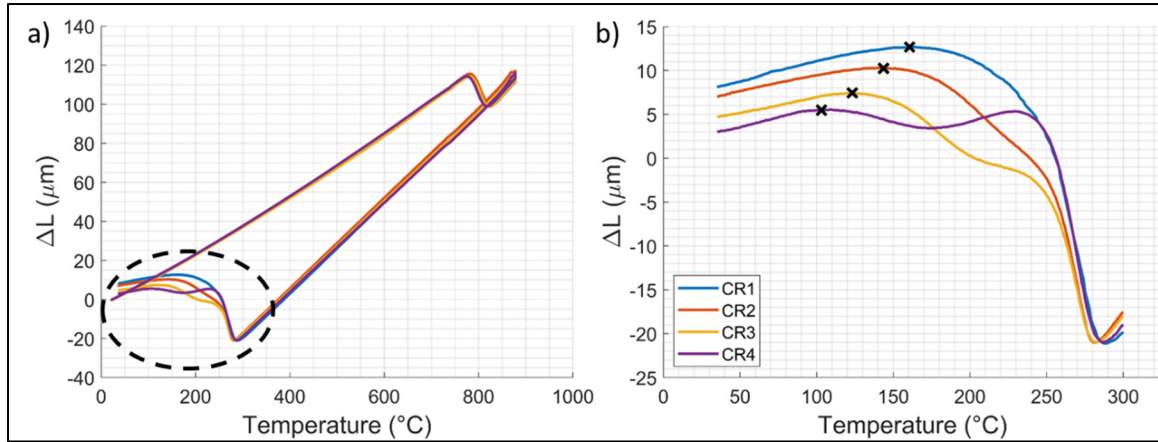 a)
140
120
100
80
60
40
20
0
-20
-40
ΔL (μm)
0 200 400 600 800 1000
Temperature (°C)
b)
15
10
5
0
-5
-10
-15
-20
-25
ΔL (μm)
CR1
CR2
CR3
CR4
0 50 100 150 200 250 300
Temperature (°C)